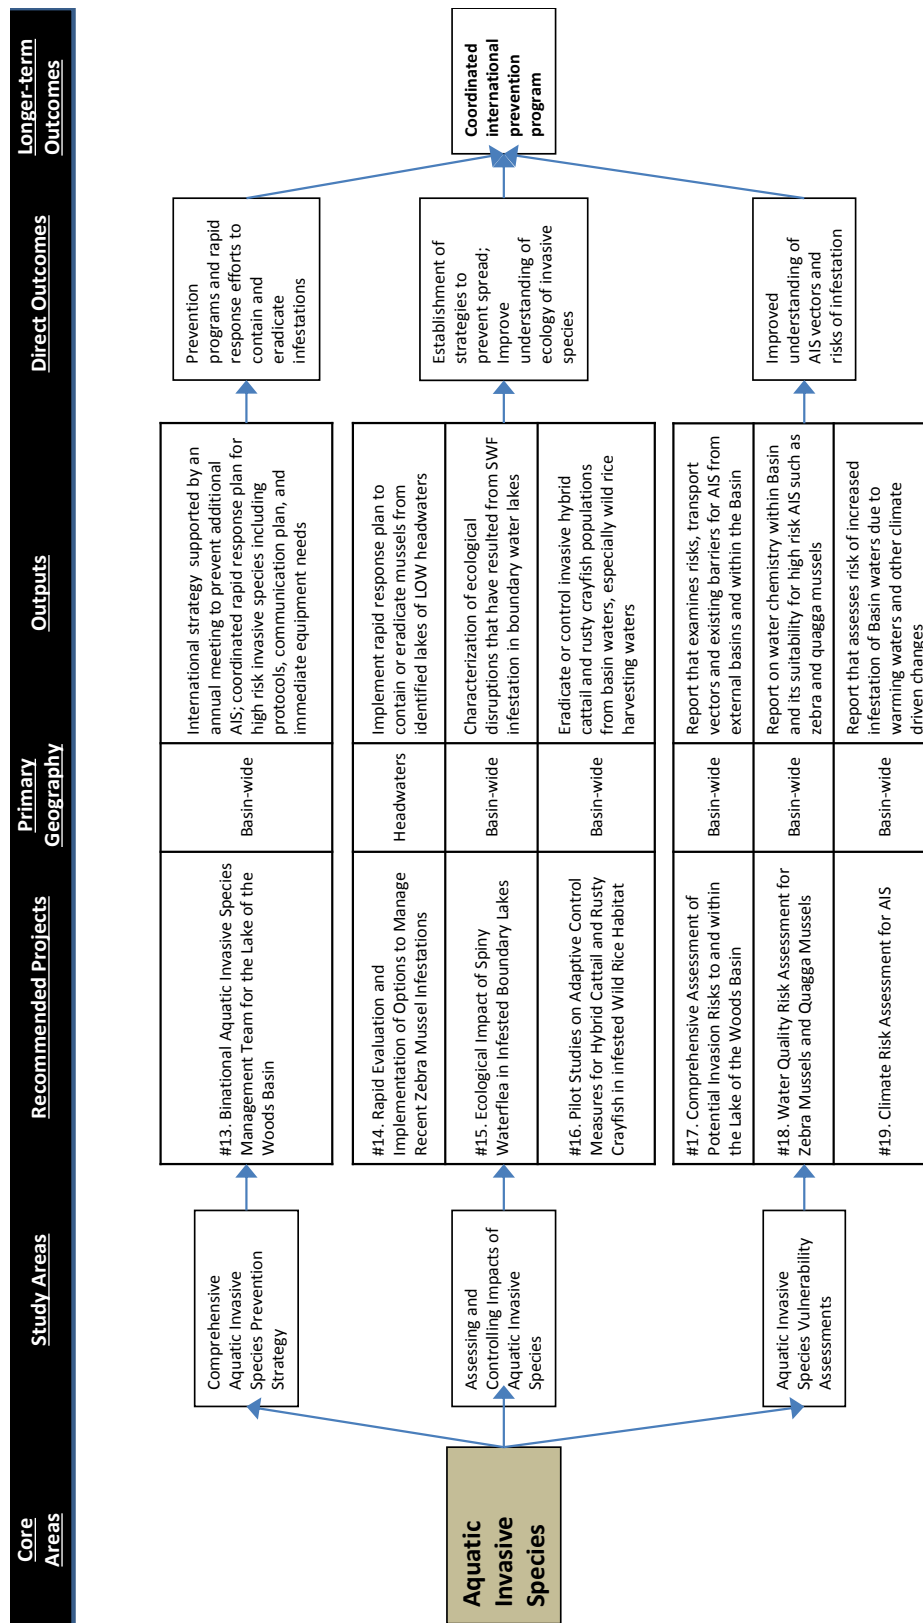 Core
Areas
Study Areas
Recommended Projects
Primary
Geography
Outputs
Direct Outcomes
Longer-term
Outcomes
Aquatic
Invasive
Species
Comprehensive
Aquatic Invasive
Species Prevention
Strategy
#13. Binational Aquatic Invasive Species
Management Team for the Lake of the
Woods Basin
Basin-wide
International strategy supported by an
annual meeting to prevent additional
AIS; coordinated rapid response plan for
high risk invasive species including
protocols, communication plan, and
immediate equipment needs
Prevention
programs and rapid
response efforts to
contain and
eradicate
infestations
Assessing and
Controlling Impacts of
Aquatic Invasive
Species
#14. Rapid Evaluation and
Implementation of Options to Manage
Recent Zebra Mussel Infestations
Headwaters
Implement rapid response plan to
contain or eradicate mussels from
identified lakes of LOW headwaters
#15. Ecological Impact of Spiny
Waterflea in Infested Boundary Lakes
Basin-wide
Characterization of ecological
disruptions that have resulted from SWF
infestation in boundary water lakes
#16. Pilot Studies on Adaptive Control
Measures for Hybrid Cattail and Rusty
Crayfish in infested Wild Rice Habitat
Basin-wide
Eradicate or control invasive hybrid
cattail and rusty crayfish populations
from basin waters, especially wild rice
harvesting waters
Establishment of
strategies to
prevent spread;
Improve
understanding of
ecology of invasive
species
Aquatic Invasive
Species Vulnerability
Assessments
#17. Comprehensive Assessment of
Potential Invasion Risks to and within
the Lake of the Woods Basin
Basin-wide
Report that examines risks, transport
vectors and existing barriers for AIS from
external basins and within the Basin
#18. Water Quality Risk Assessment for
Zebra Mussels and Quagga Mussels
Basin-wide
Report on water chemistry within Basin
and its suitability for high risk AIS such as
zebra and quagga mussels
#19. Climate Risk Assessment for AIS
Basin-wide
Report that assesses risk of increased
infestation of Basin waters due to
warming waters and other climate
driven changes
Improved
understanding of
AIS vectors and
risks of infestation
Coordinated
international
prevention
program